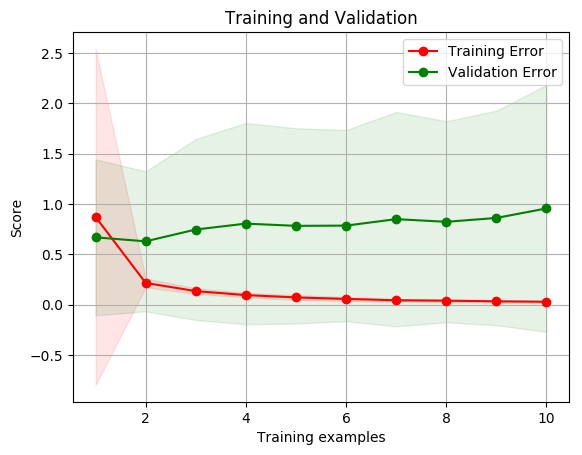 Training and Validation
Training Error
Validation Error
2.5
2.0
1.5
1.0
0.5
0.0
−0.5
Score
2 4 6 8 10
Training examples